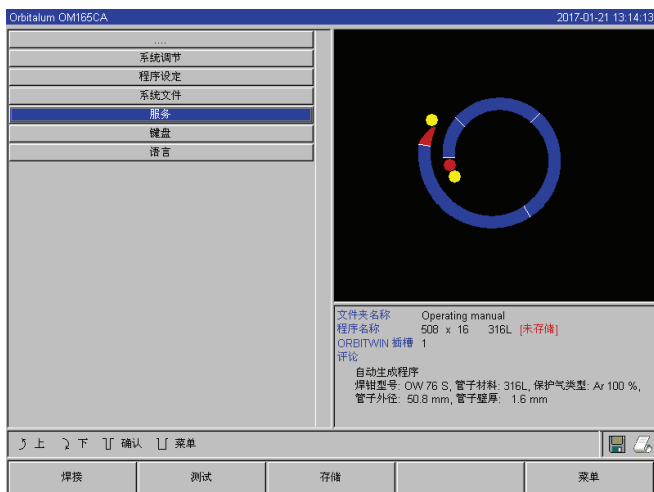 Orbitalum OM165CA 2017-01-21 13:14:13
....
系统调节
程序设定
系统文件
服务
键盘
语言
文件夹名称 Operating manual
程序名称 508 x 16 316L [未存储]
ORBITWIN 插槽 1
评论
自动生成程序
焊钳型号: OW 76 S, 管子材料: 316L, 保护气类型: Ar 100 %,
管子外径: 50.8 mm, 管子壁厚: 1.6 mm
上 下 确认 菜单
焊接 测试 存储 菜单